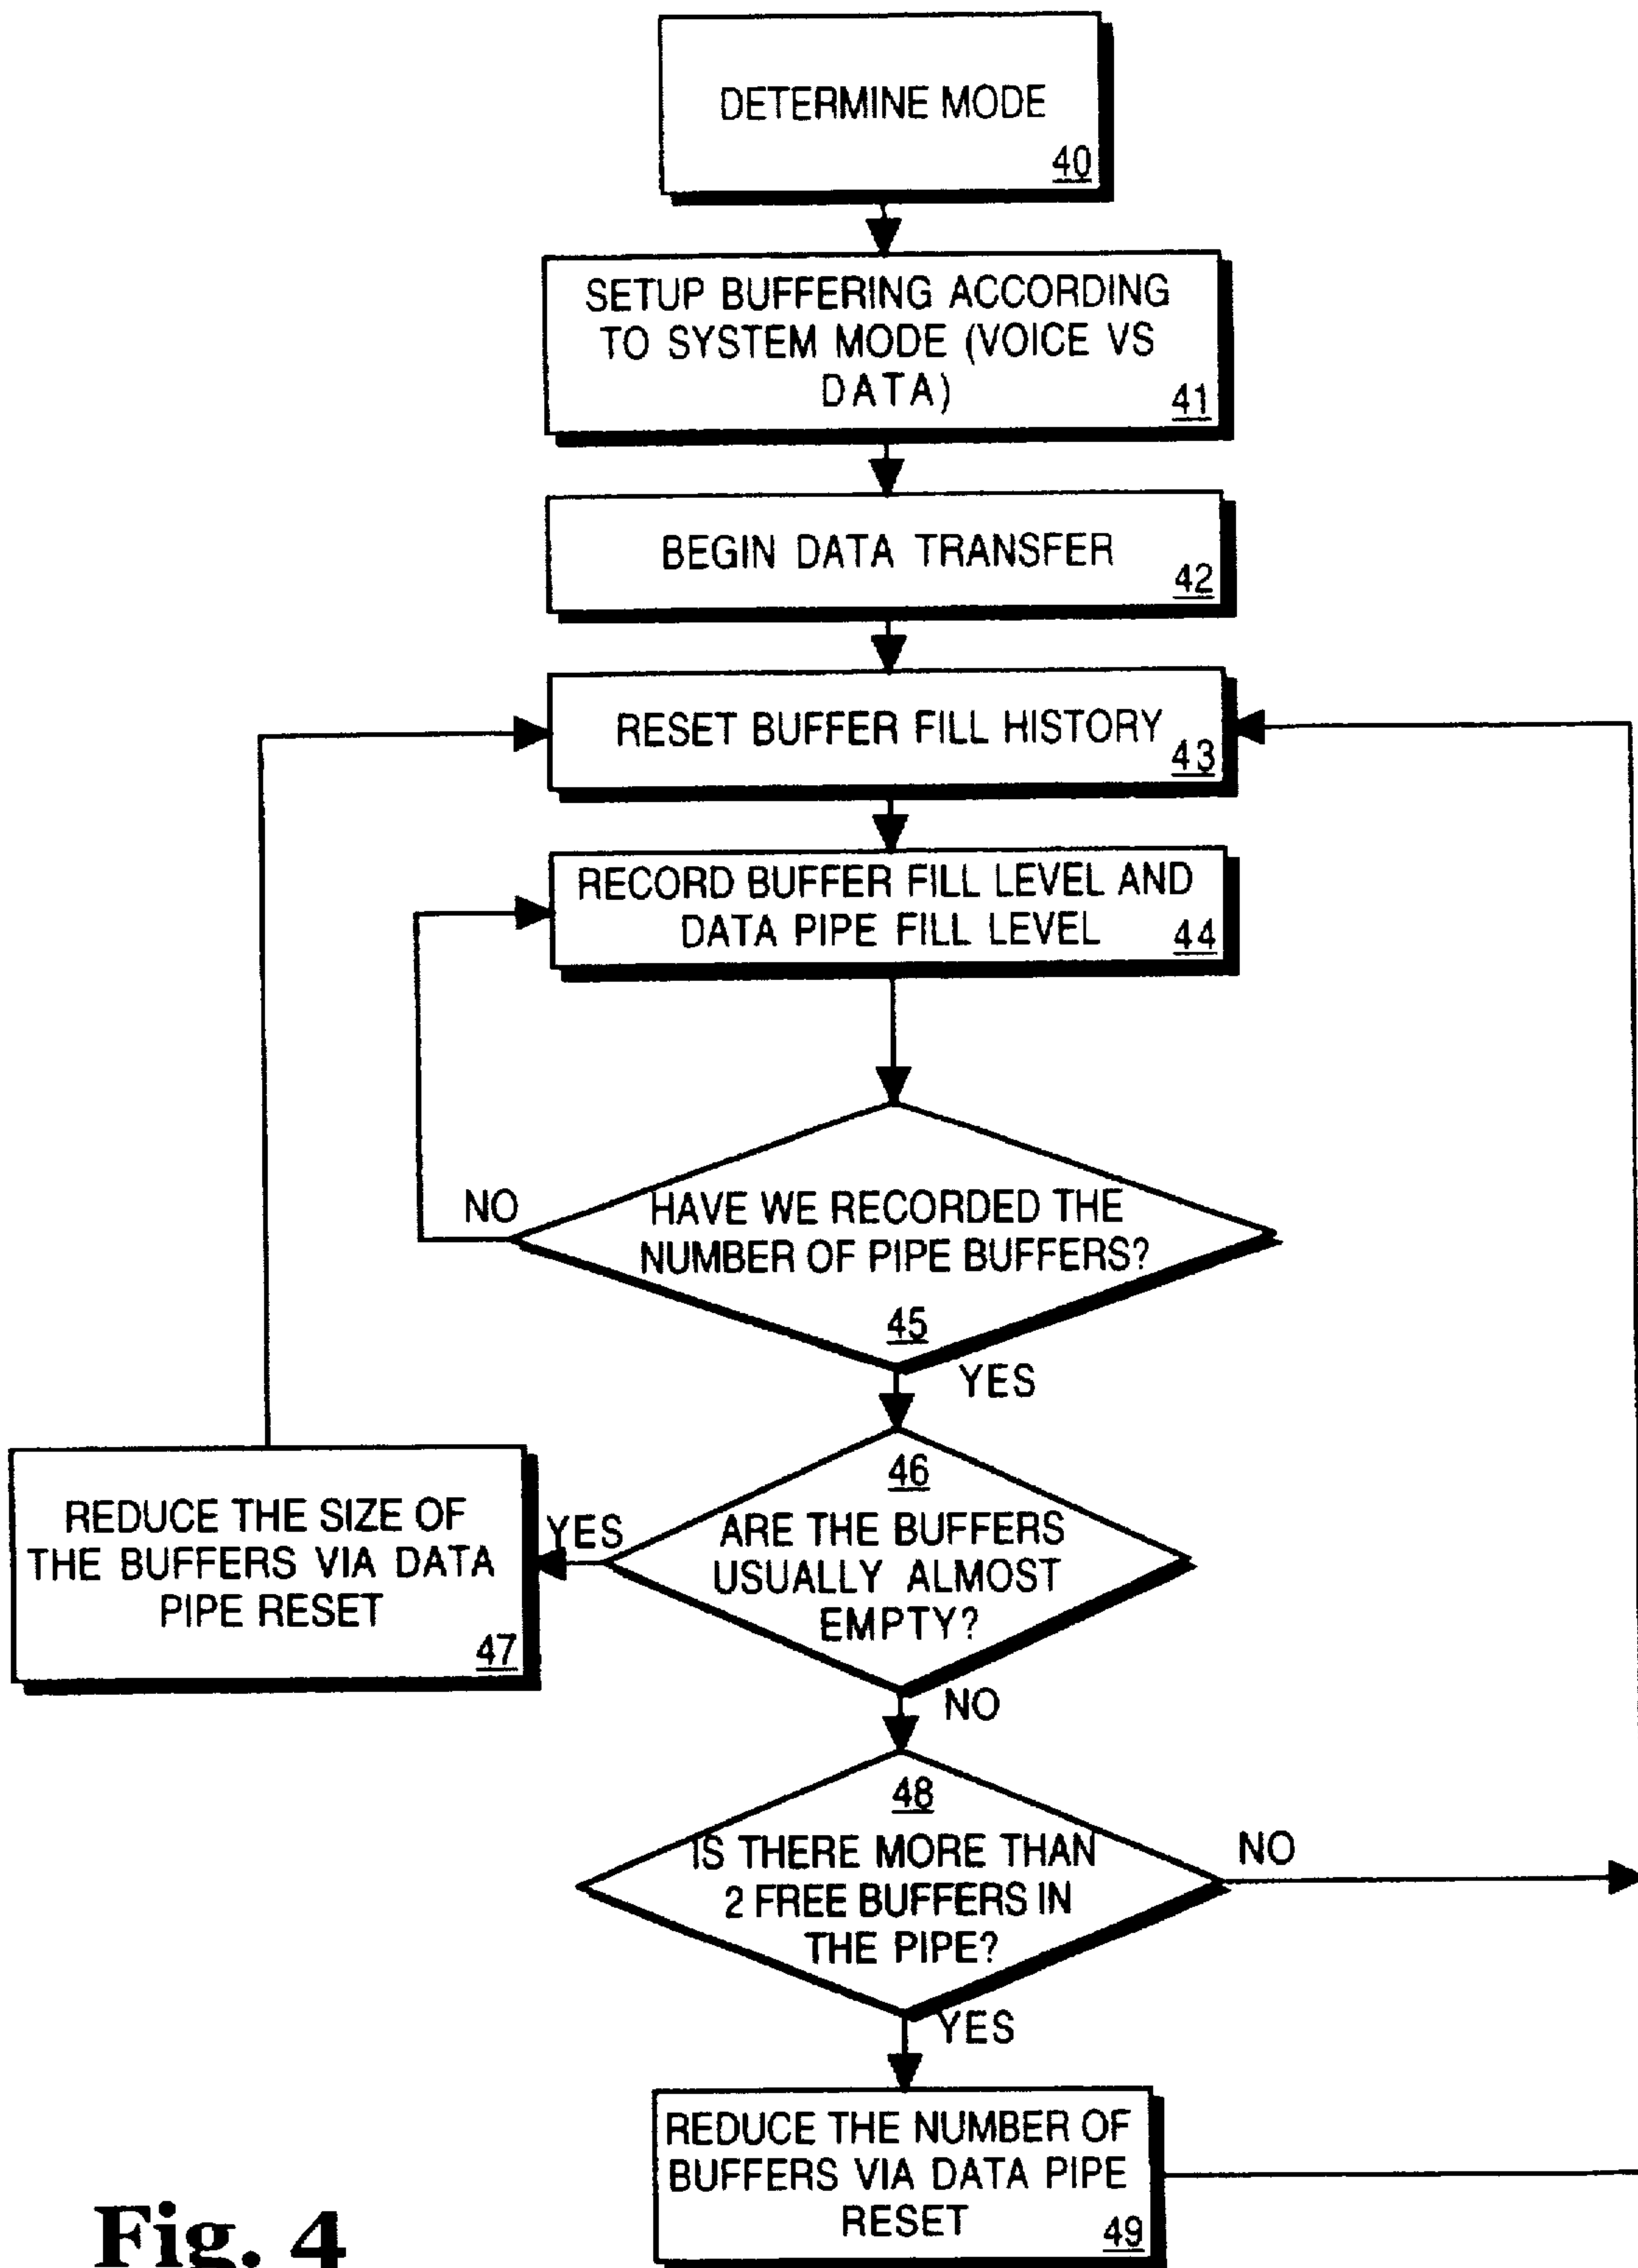 DETERMINE MODE
40
SETUP BUFFERING ACCORDING
TO SYSTEM MODE (VOICE VS
DATA)
41
BEGIN DATA TRANSFER
42
RESET BUFFER FILL HISTORY
43
RECORD BUFFER FILL LEVEL AND
DATA PIPE FILL LEVEL
44
NO
HAVE WE RECORDED THE
NUMBER OF PIPE BUFFERS?
45
YES
46
ARE THE BUFFERS
USUALLY ALMOST
EMPTY?
YES
REDUCE THE SIZE OF
THE BUFFERS VIA DATA
PIPE RESET
47
NO
48
IS THERE MORE THAN
2 FREE BUFFERS IN
THE PIPE?
NO
YES
REDUCE THE NUMBER OF
BUFFERS VIA DATA PIPE
RESET
49
Fig. 4